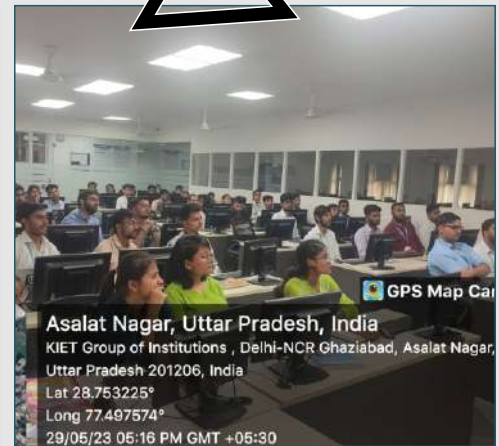 GPS Map Ca
Asalat Nagar, Uttar Pradesh, India
KIET Group of Institutions , Delhi-NCR Ghaziabad, Asalat Nagar,
Uttar Pradesh 201206, India
Lat 28.753225°
Long 77.497574°
29/05/23 05:16 PM GMT +05:30